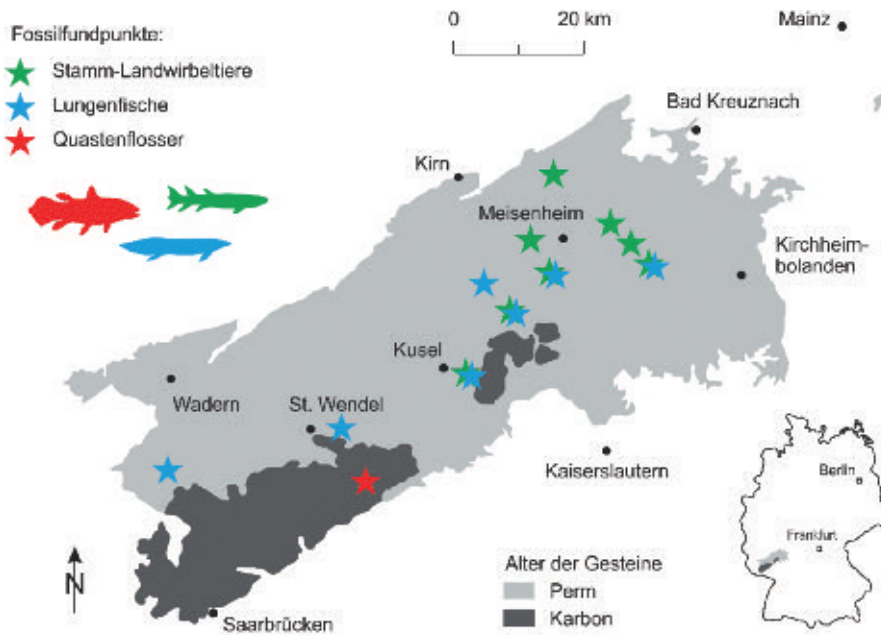 Fossilfundpunkte:
Stamm-Landwirbeltiere
Lungenfische
Quastenflosser
0 20 km
Mainz
Bad Kreuznach
Kirn
Meisenheim
Kirchheim-
bolanden
Kusel
Wadern
St. Wendel
Kaiserslautern
Berlin
Frankfurt
N
Saarbrücken
Alter der Gesteine
Perm
Karbon